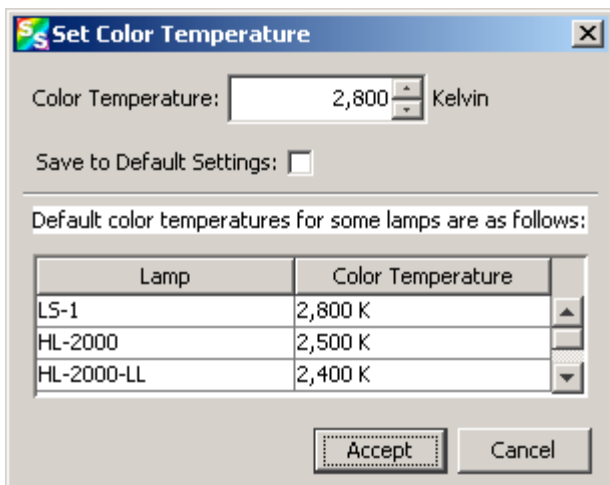 SS Set Color Temperature
Color Temperature: 2,800 Kelvin
Save to Default Settings:
Default color temperatures for some lamps are as follows:
Lamp Color Temperature
LS-1 2,800 K
HL-2000 2,500 K
HL-2000-LL 2,400 K
Accept Cancel